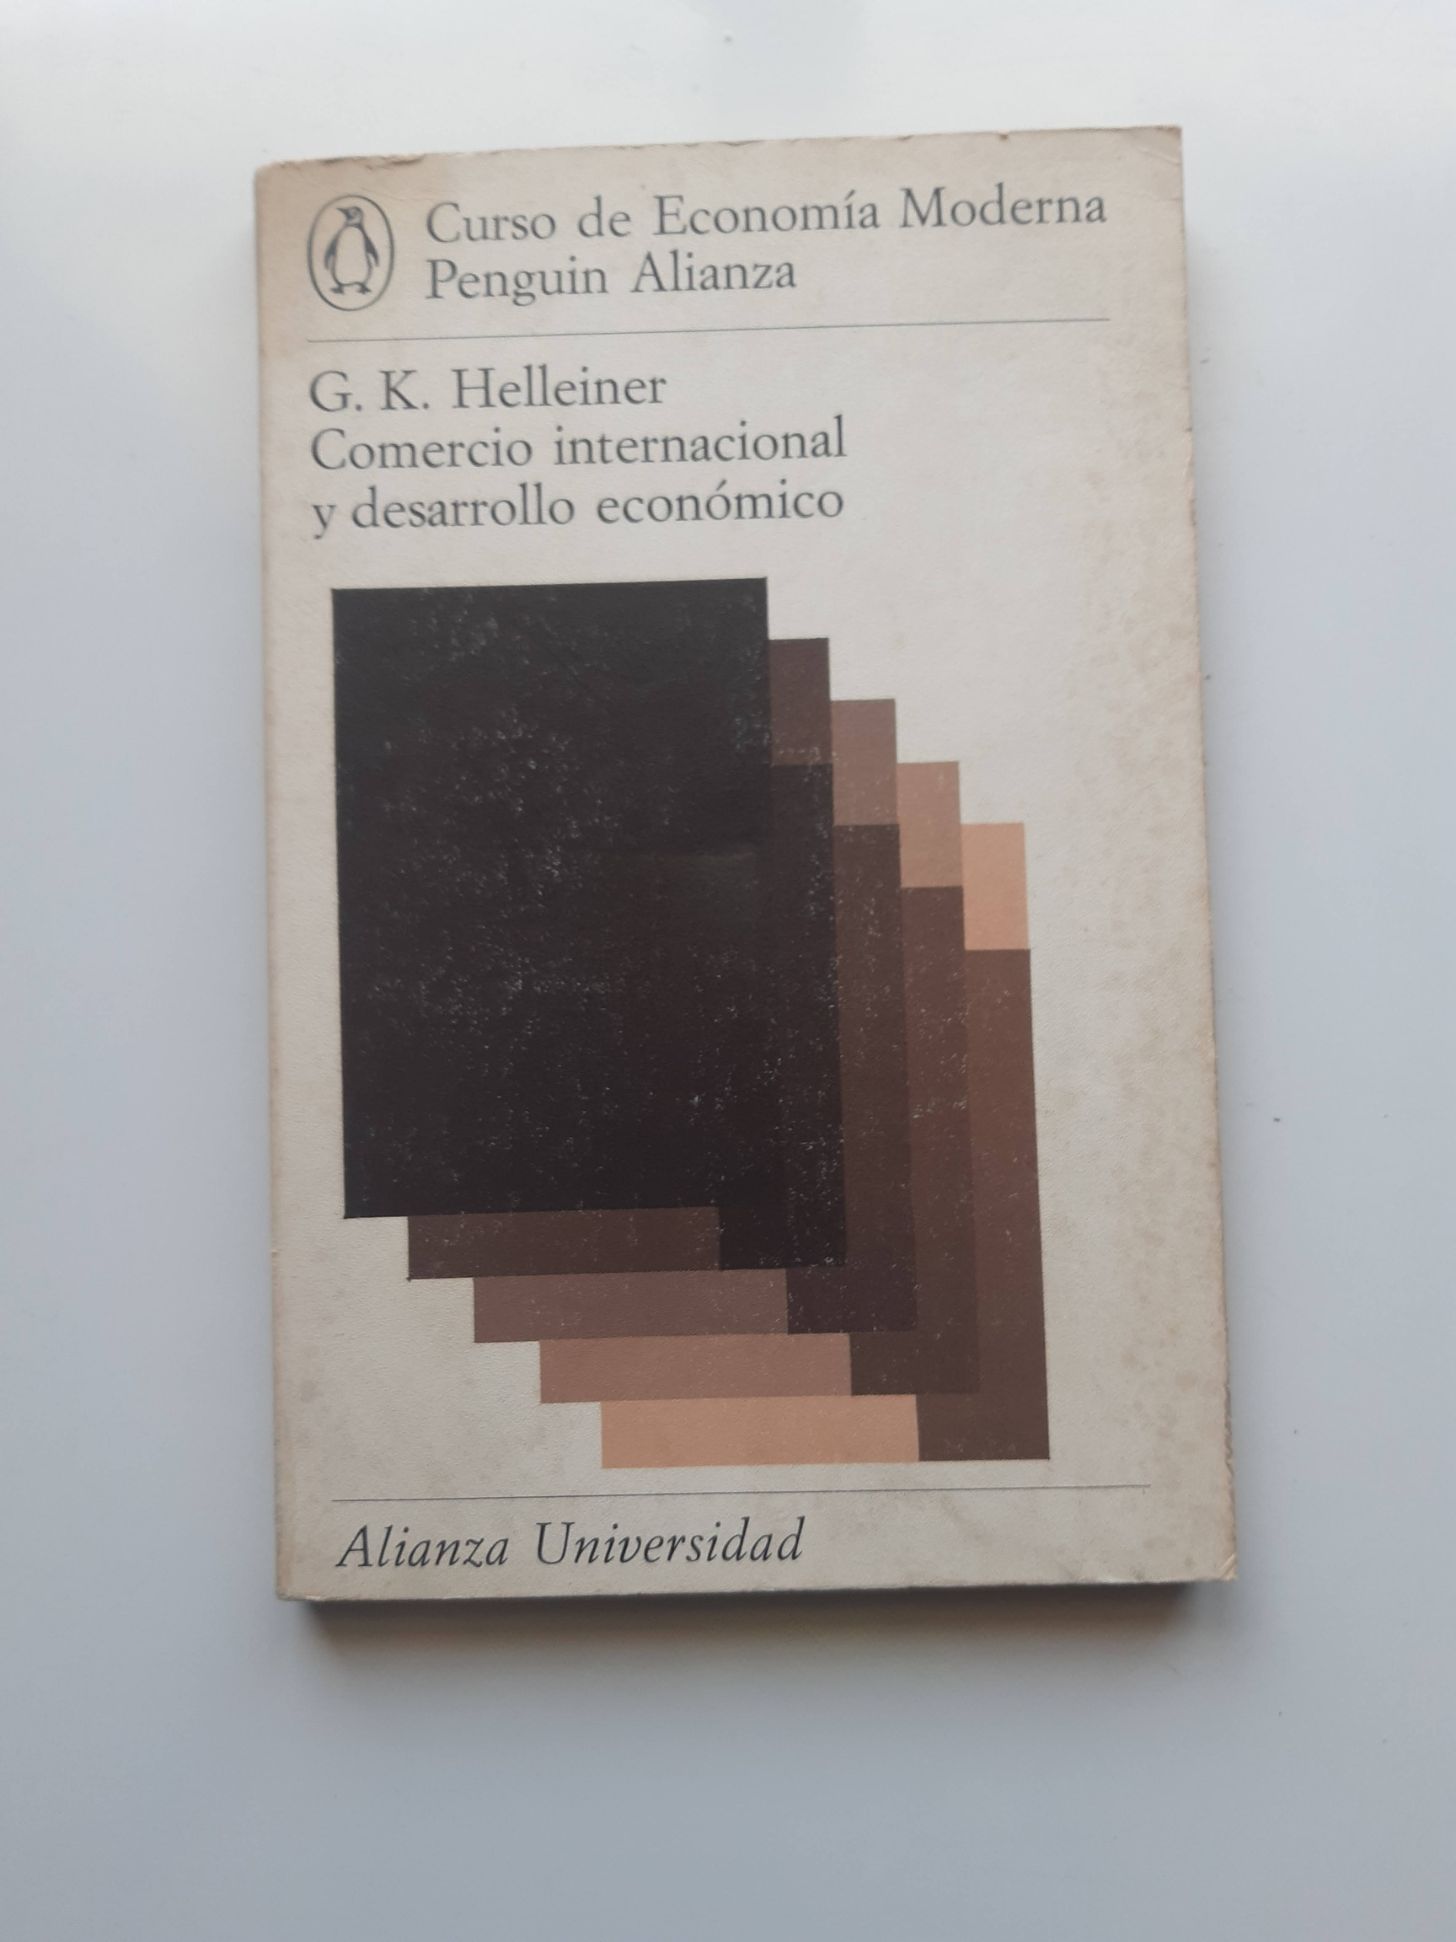 Curso de Economía Moderna
Penguin Alianza
G. K. Helleiner
Comercio internacional
y desarrollo económico
Alianza Universidad